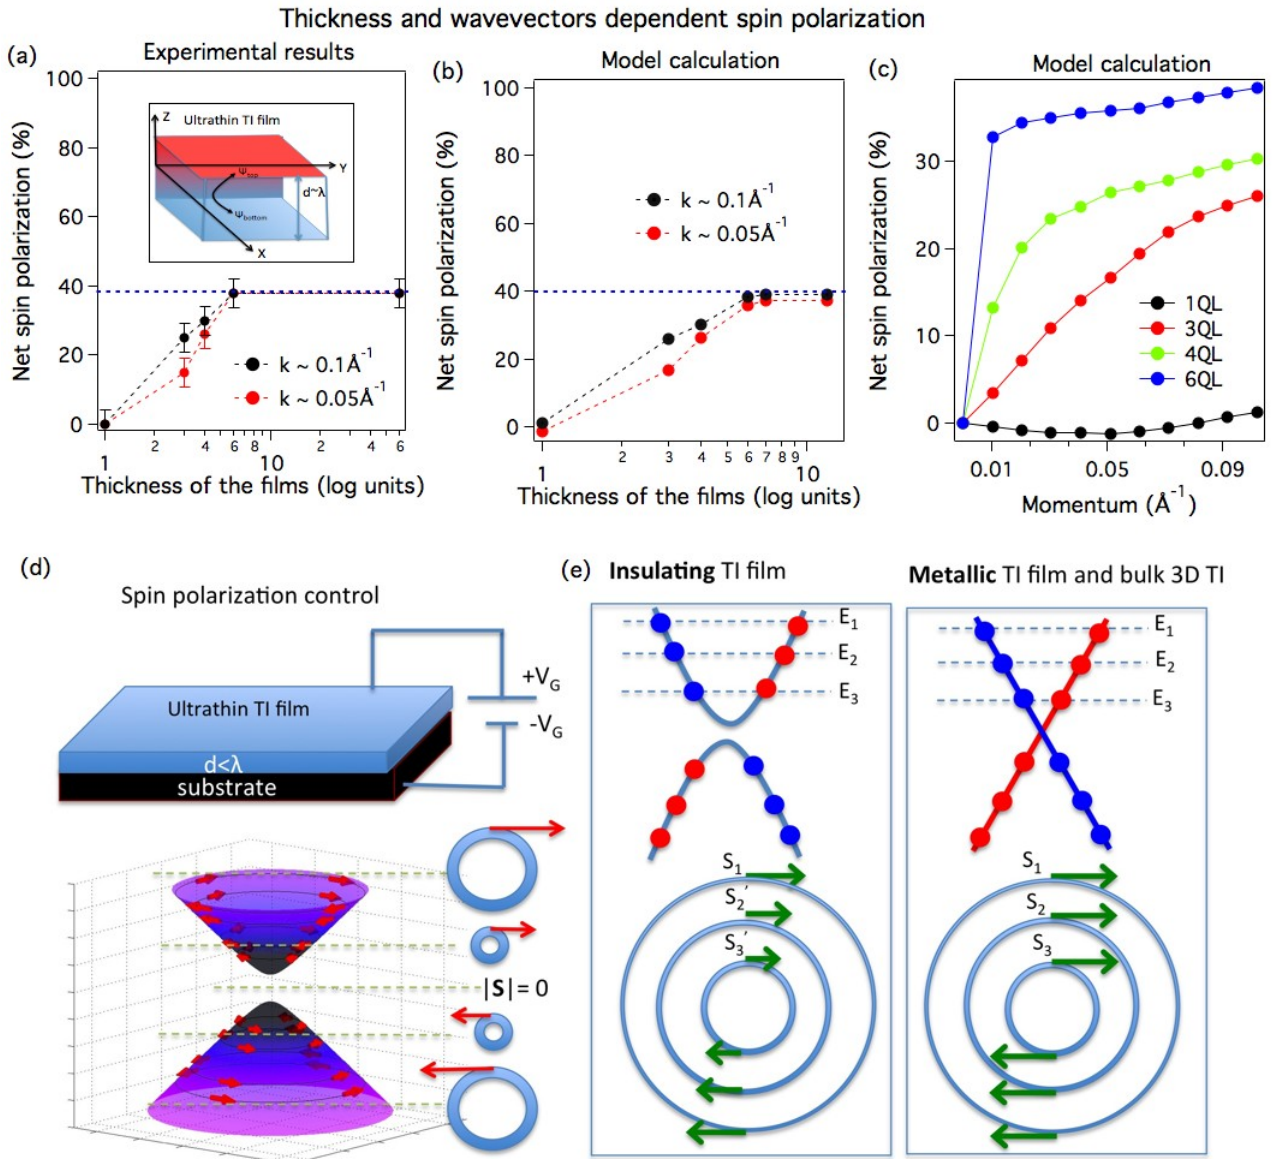 Thickness and wavevectors dependent spin polarization
(a)
Experimental results
Net spin polarization (%)
100
80
60
40
20
0
Z
Ultrathin TI film
Y
Ψtop
d~λ
Ψbottom
X
k ~ 0.1Å⁻¹
k ~ 0.05Å⁻¹
1 2 4 6 8 10 2 4 6
Thickness of the films (log units)
(b)
Model calculation
Net spin polarization (%)
100
80
60
40
20
0
k ~ 0.1Å⁻¹
k ~ 0.05Å⁻¹
1 2 3 4 5 6 7 8 9 10
Thickness of the films (log units)
(c)
Model calculation
Net spin polarization (%)
30
20
10
0
1QL
3QL
4QL
6QL
0.01 0.05 0.09
Momentum (Å⁻¹)
(d)
Spin polarization control
+VG
-VG
Ultrathin TI film
d<λ
substrate
|S|= 0
(e)
Insulating TI film
E1
E2
E3
S1
S2′
S3′
Metallic TI film and bulk 3D TI
E1
E2
E3
S1
S2
S3